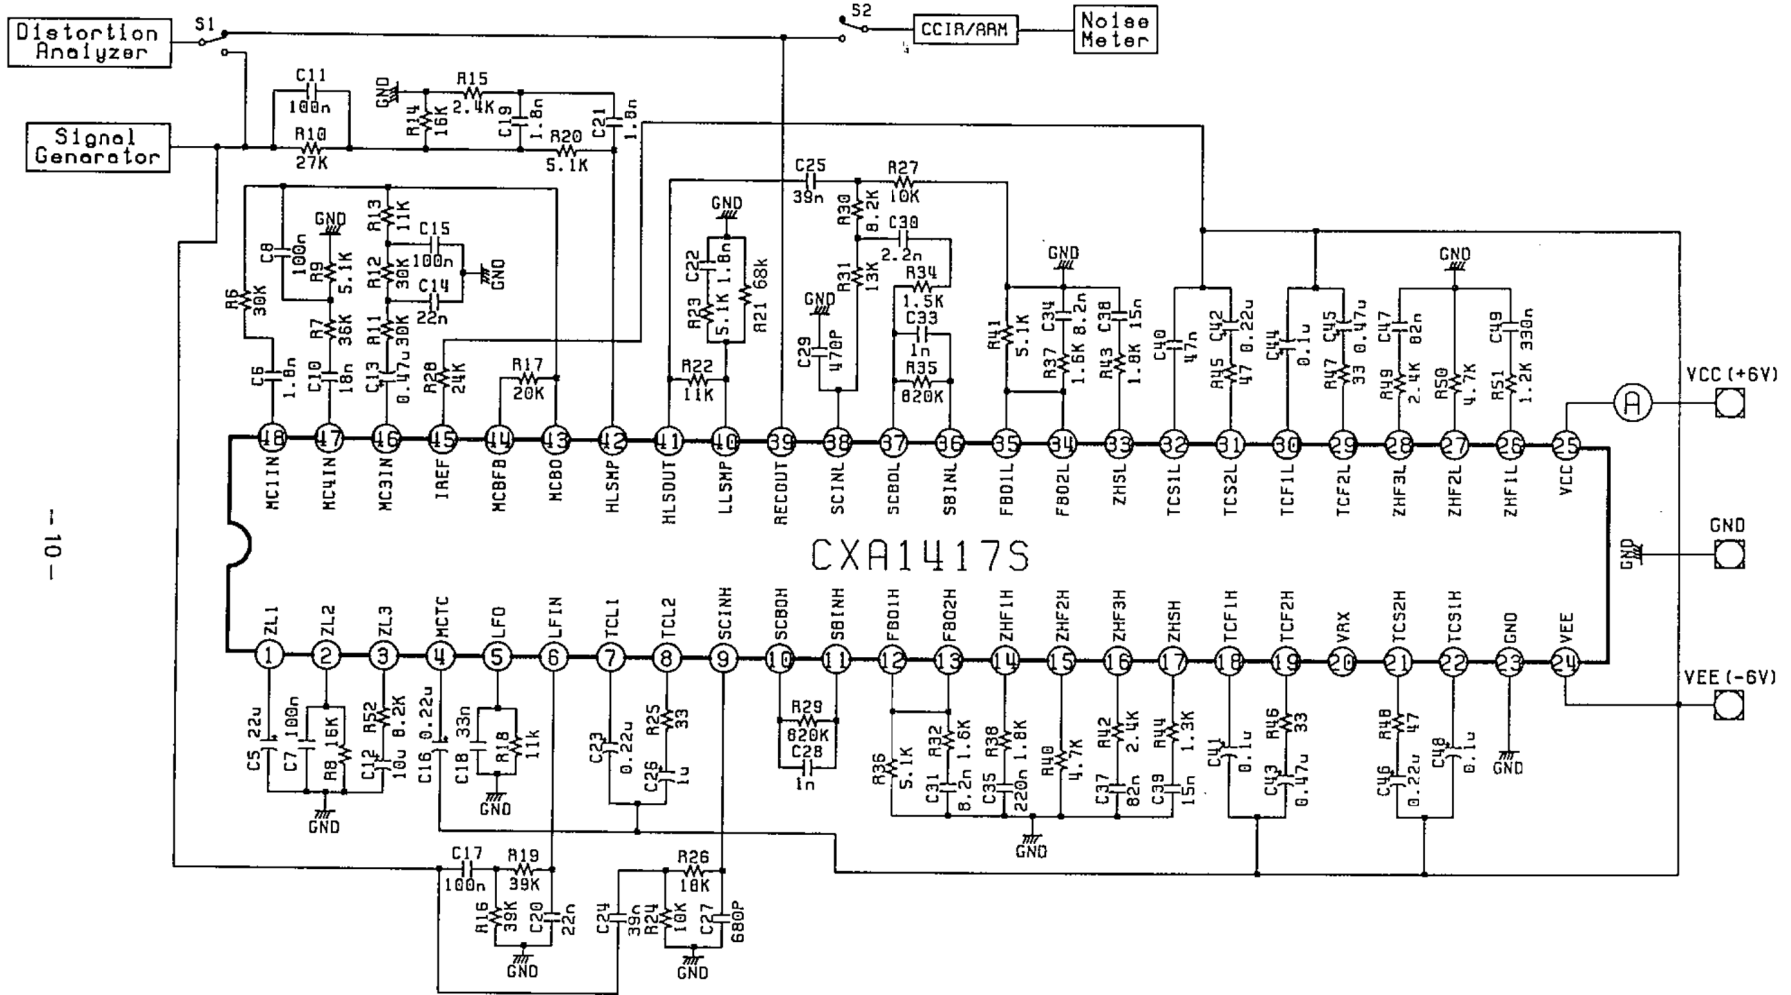 S1
S2
Distortion
Analyzer
CCIR/ARM
Noise
Meter
Signal
Genarator
C11
100n
R10
27K
GND
R15
2.4K
R14
16K
C19
1.8n
R20
5.1K
C21
1.8n
C25
39n
R27
10K
R30
8.2K
C30
2.2n
R31
13K
R34
1.5K
C33
1n
R35
820K
GND
C29
470P
GND
C22
1.8n
R23
5.1K
R21
68k
R22
11K
C8
100n
GND
R9
5.1K
R13
11K
C15
100n
GND
R12
30K
C14
22n
R6
30K
R7
36K
R11
30K
C6
1.8n
C10
18n
C13
0.47u
R28
24K
R17
20K
GND
R41
5.1K
C34
8.2n
R37
1.6K
C38
15n
R43
1.8K
C40
47n
C42
0.22u
R45
47
C44
0.1u
C45
0.47u
R47
33
GND
C47
82n
R49
2.4K
R50
4.7K
C49
330n
R51
1.2K
A
VCC (+6V)
48 47 46 45 44 43 42 41 40 39 38 37 36 35 34 33 32 31 30 29 28 27 26 25
MC1IN MC4IN MC3IN IREF MCBFB MCBO HLSMP HLSOUT LLSMP RECOUT SCINL SCBOL SBINL FBO1L FBO2L ZHSL TCS1L TCS2L TCF1L TCF2L ZHF3L ZHF2L ZHF1L VCC
- 10 -
CXA1417S
GND
GND
ZL1 ZL2 ZL3 MCTC LFO LFIN TCL1 TCL2 SCINH SCBOH SBINH FBO1H FBO2H ZHF1H ZHF2H ZHF3H ZHSH TCF1H TCF2H VRX TCS2H TCS1H GND VEE
1 2 3 4 5 6 7 8 9 10 11 12 13 14 15 16 17 18 19 20 21 22 23 24
VEE (-6V)
C5
22u
C7
100n
R8
16K
R52
8.2K
C12
10u
GND
C16
0.22u
C18
33n
R18
11k
GND
C23
0.22u
R25
33
C26
1u
R29
820K
C28
1n
R36
5.1K
R32
1.6K
C31
8.2n
R38
1.8K
C35
220n
R40
4.7K
R42
2.4K
C37
82n
R44
1.3K
C39
15n
GND
C41
0.1u
R46
33
C43
0.47u
R48
47
C46
0.22u
C48
0.1u
GND
C17
100n
R19
39K
R16
39K
C20
22n
GND
C24
39n
R26
18K
R24
10K
C27
680P
GND